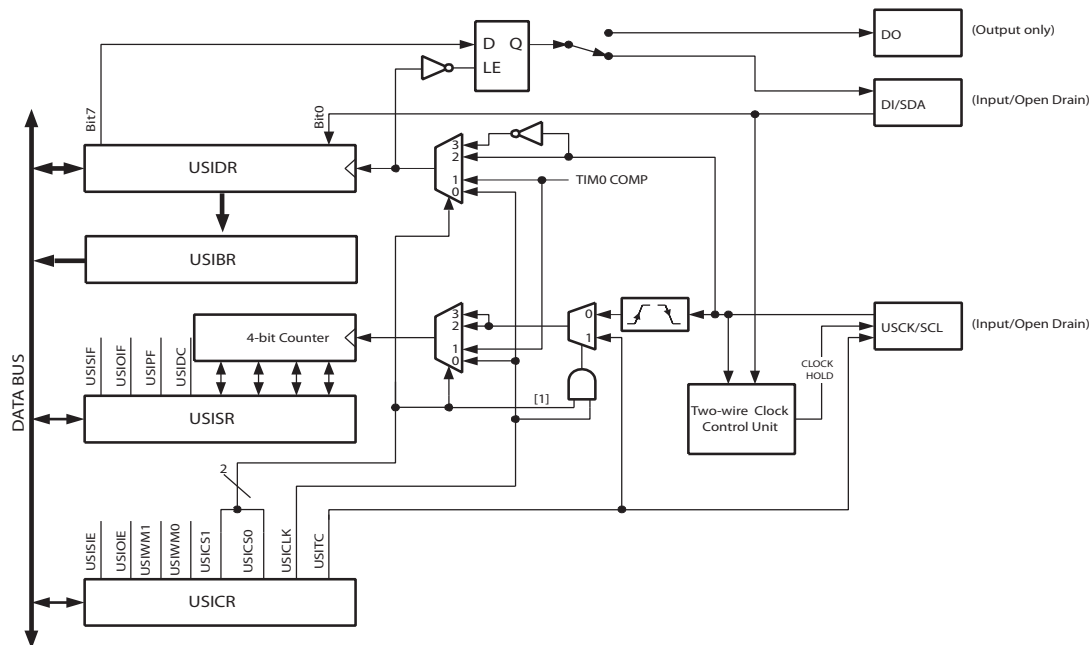 D Q
LE
DO
(Output only)
DI/SDA
(Input/Open Drain)
Bit7
Bit0
USIDR
3
2
1
0
TIM0 COMP
USIBR
DATA BUS
4-bit Counter
3
2
1
0
0
1
USCK/SCL
(Input/Open Drain)
CLOCK
HOLD
USISIF
USIOIF
USIPF
USIDC
[1]
Two-wire Clock
Control Unit
USISR
2
USISIE
USIOIE
USIWM1
USIWM0
USICS1
USICS0
USICLK
USITC
USICR